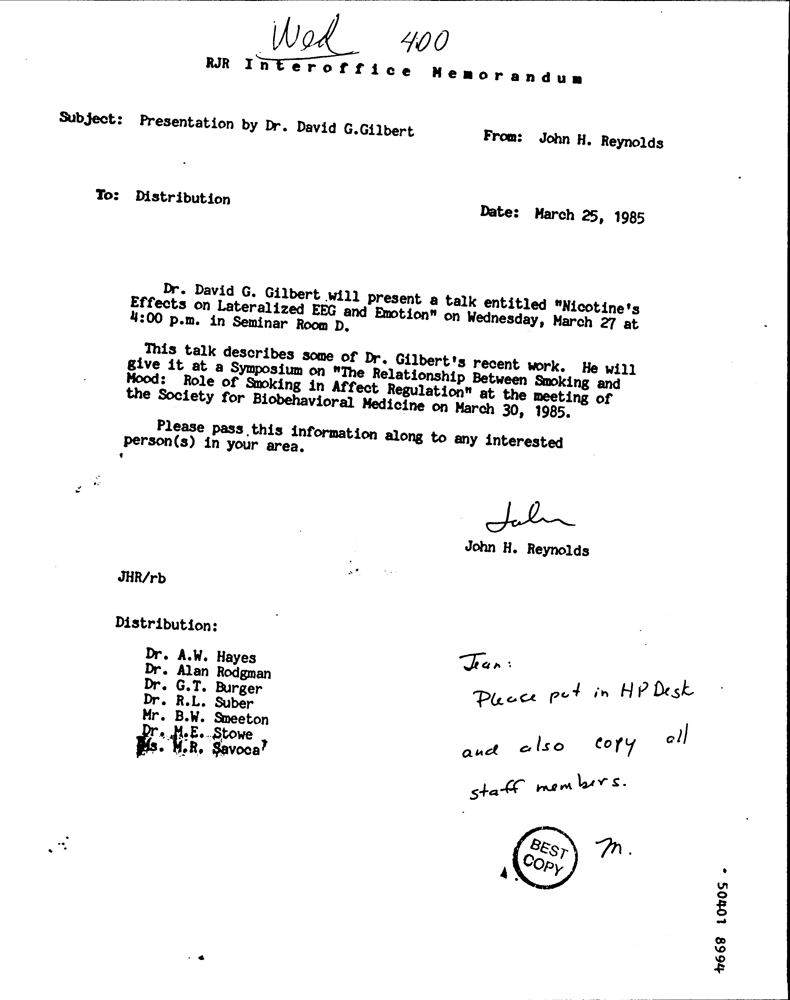 Wed 400
RJR Interoffice Memorandum
Subject: Presentation by Dr. David G.Gilbert
From: John H. Reynolds
To: Distribution
Date: March 25, 1985
Dr. David G. Gilbert will present a talk entitled "Nicotine's
Effects on Lateralized EEG and Emotion" on Wednesday, March 27 at
4:00 p.m. in Seminar Room D.
This talk describes some of Dr. Gilbert's recent work. He will
give it at a Symposium on "The Relationship Between Smoking and
Mood: Role of Smoking in Affect Regulation" at the meeting of
the Society for Biobehavioral Medicine on March 30, 1985.
Please pass this information along to any interested
person(s) in your area.
John
John H. Reynolds
JHR/rb
Distribution:
Dr. A.W. Hayes
Dr. Alan Rodgman
Dr. G.T. Burger
Dr. R.L. Suber
Mr. B.W. Smeeton
Dr. M.E. Stowe
Ms. M.R. Savoca
Jean:
Please put in HP Desk
and also copy all
staff members.
M.
BEST
COPY
50401 8994